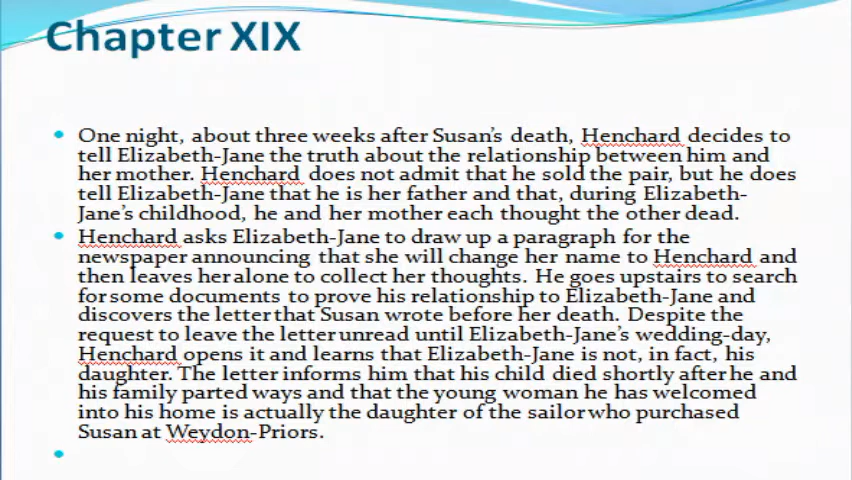 Chapter XIX
• One night, about three weeks after Susan's death, Henchard decides to
tell Elizabeth-Jane the truth about the relationship between him and
her mother. Henchard does not admit that he sold the pair, but he does
tell Elizabeth-Jane that he is her father and that, during Elizabeth-
Jane's childhood, he and her mother each thought the other dead.
• Henchard asks Elizabeth-Jane to draw up a paragraph for the
newspaper announcing that she will change her name to Henchard and
then leaves her alone to collect her thoughts. He goes upstairs to search
for some documents to prove his relationship to Elizabeth-Jane and
discovers the letter that Susan wrote before her death. Despite the
request to leave the letter unread until Elizabeth-Jane's wedding-day,
Henchard opens it and learns that Elizabeth-Jane is not, in fact, his
daughter. The letter informs him that his child died shortly after he and
his family parted ways and that the young woman he has welcomed
into his home is actually the daughter of the sailor who purchased
Susan at Weydon-Priors.